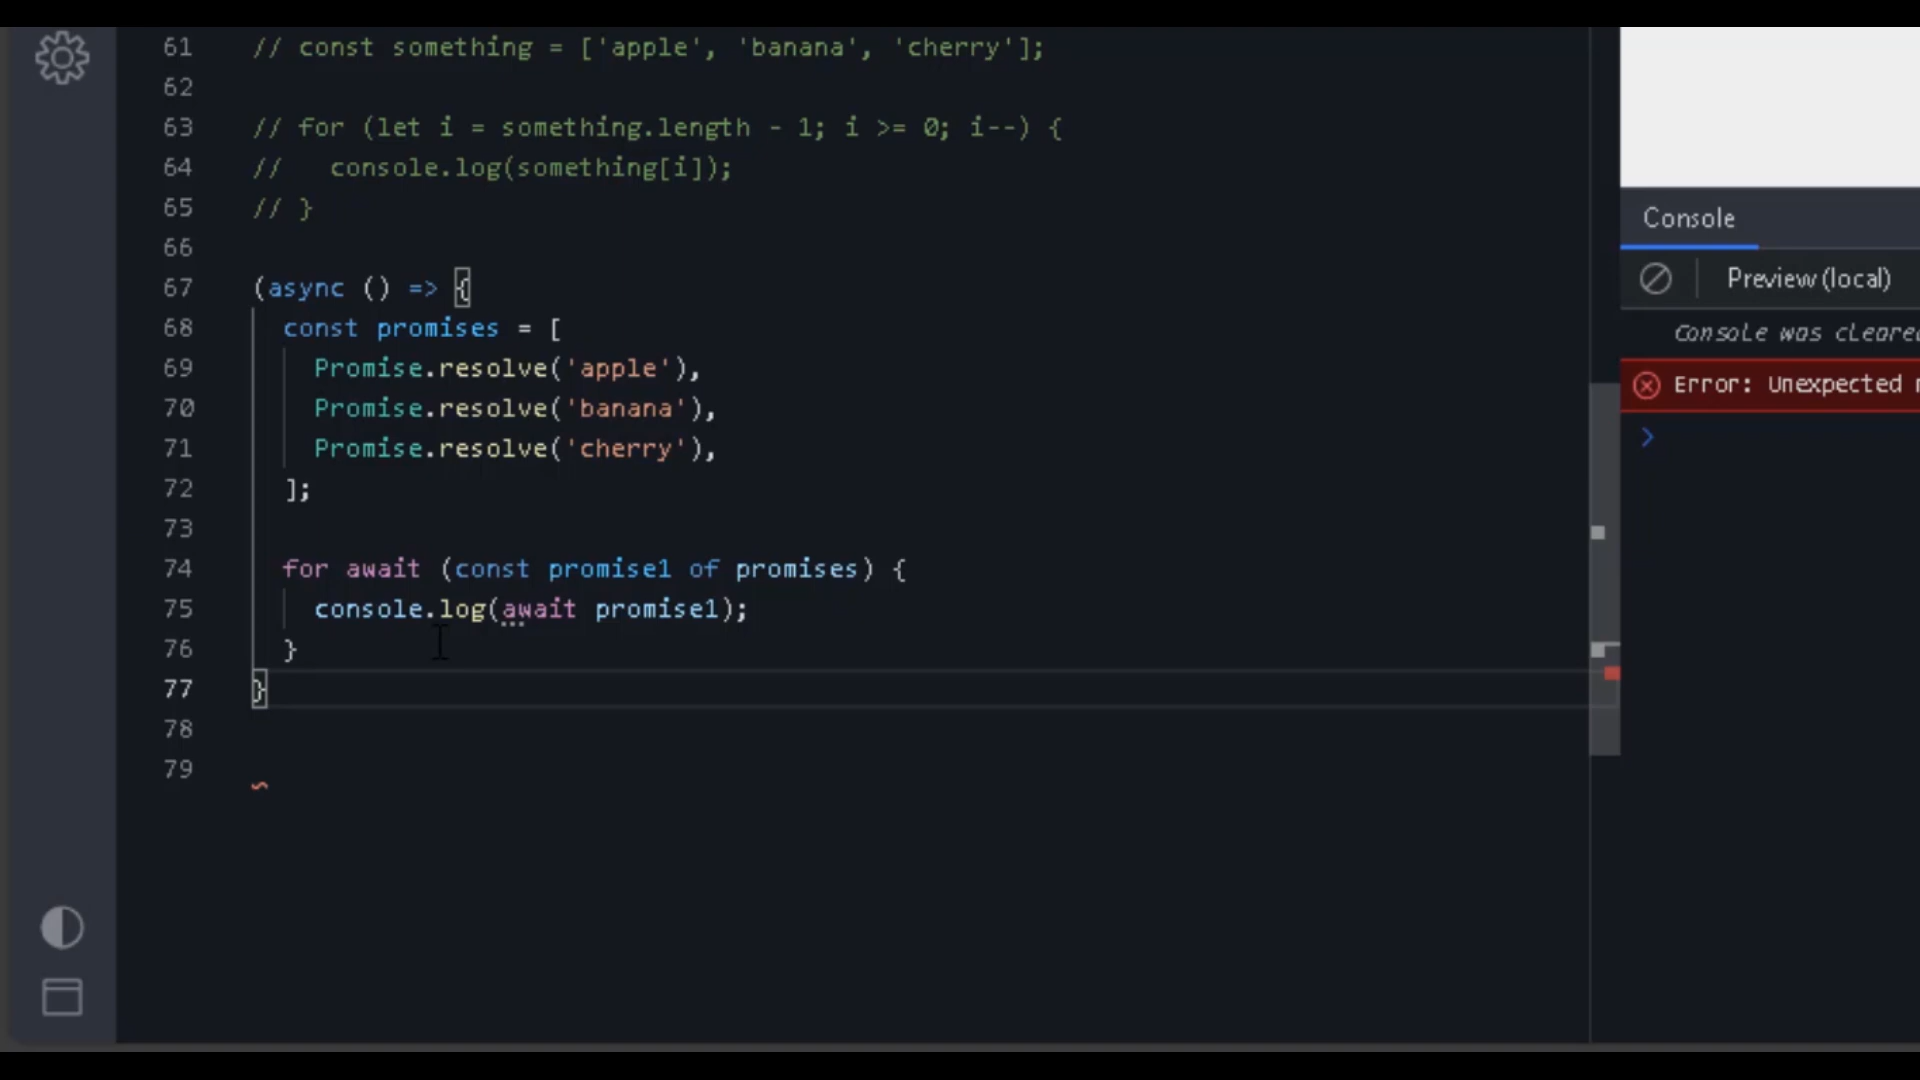 61 // const something = ['apple', 'banana', 'cherry'];
62
63 // for (let i = something.length - 1; i >= 0; i--) {
64 //   console.log(something[i]);
65 // }
66
67 (async () => {
68   const promises = [
69     Promise.resolve('apple'),
70     Promise.resolve('banana'),
71     Promise.resolve('cherry'),
72   ];
73
74   for await (const promise1 of promises) {
75     console.log(await promise1);
76   }
77 }
78
79
Console
Preview (local)
Console was cleared
Error: Unexpected
>